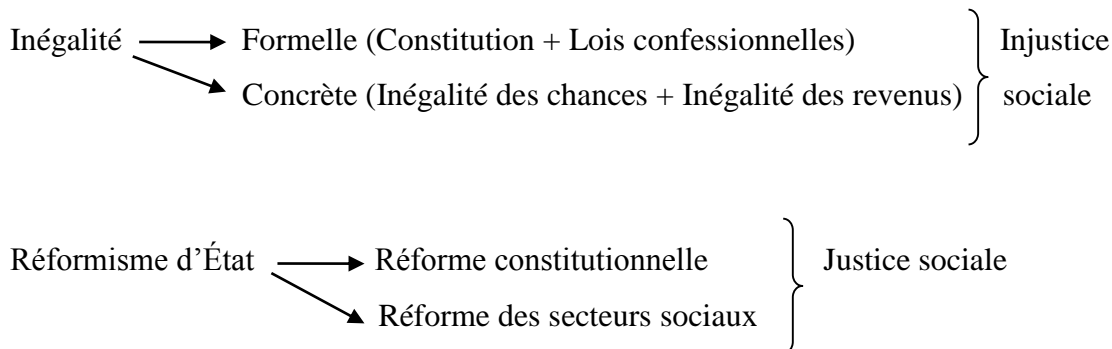 Inégalité Formelle (Constitution + Lois confessionnelles) Injustice
Concrète (Inégalité des chances + Inégalité des revenus) sociale
Réformisme d’État Réforme constitutionnelle Justice sociale
Réforme des secteurs sociaux